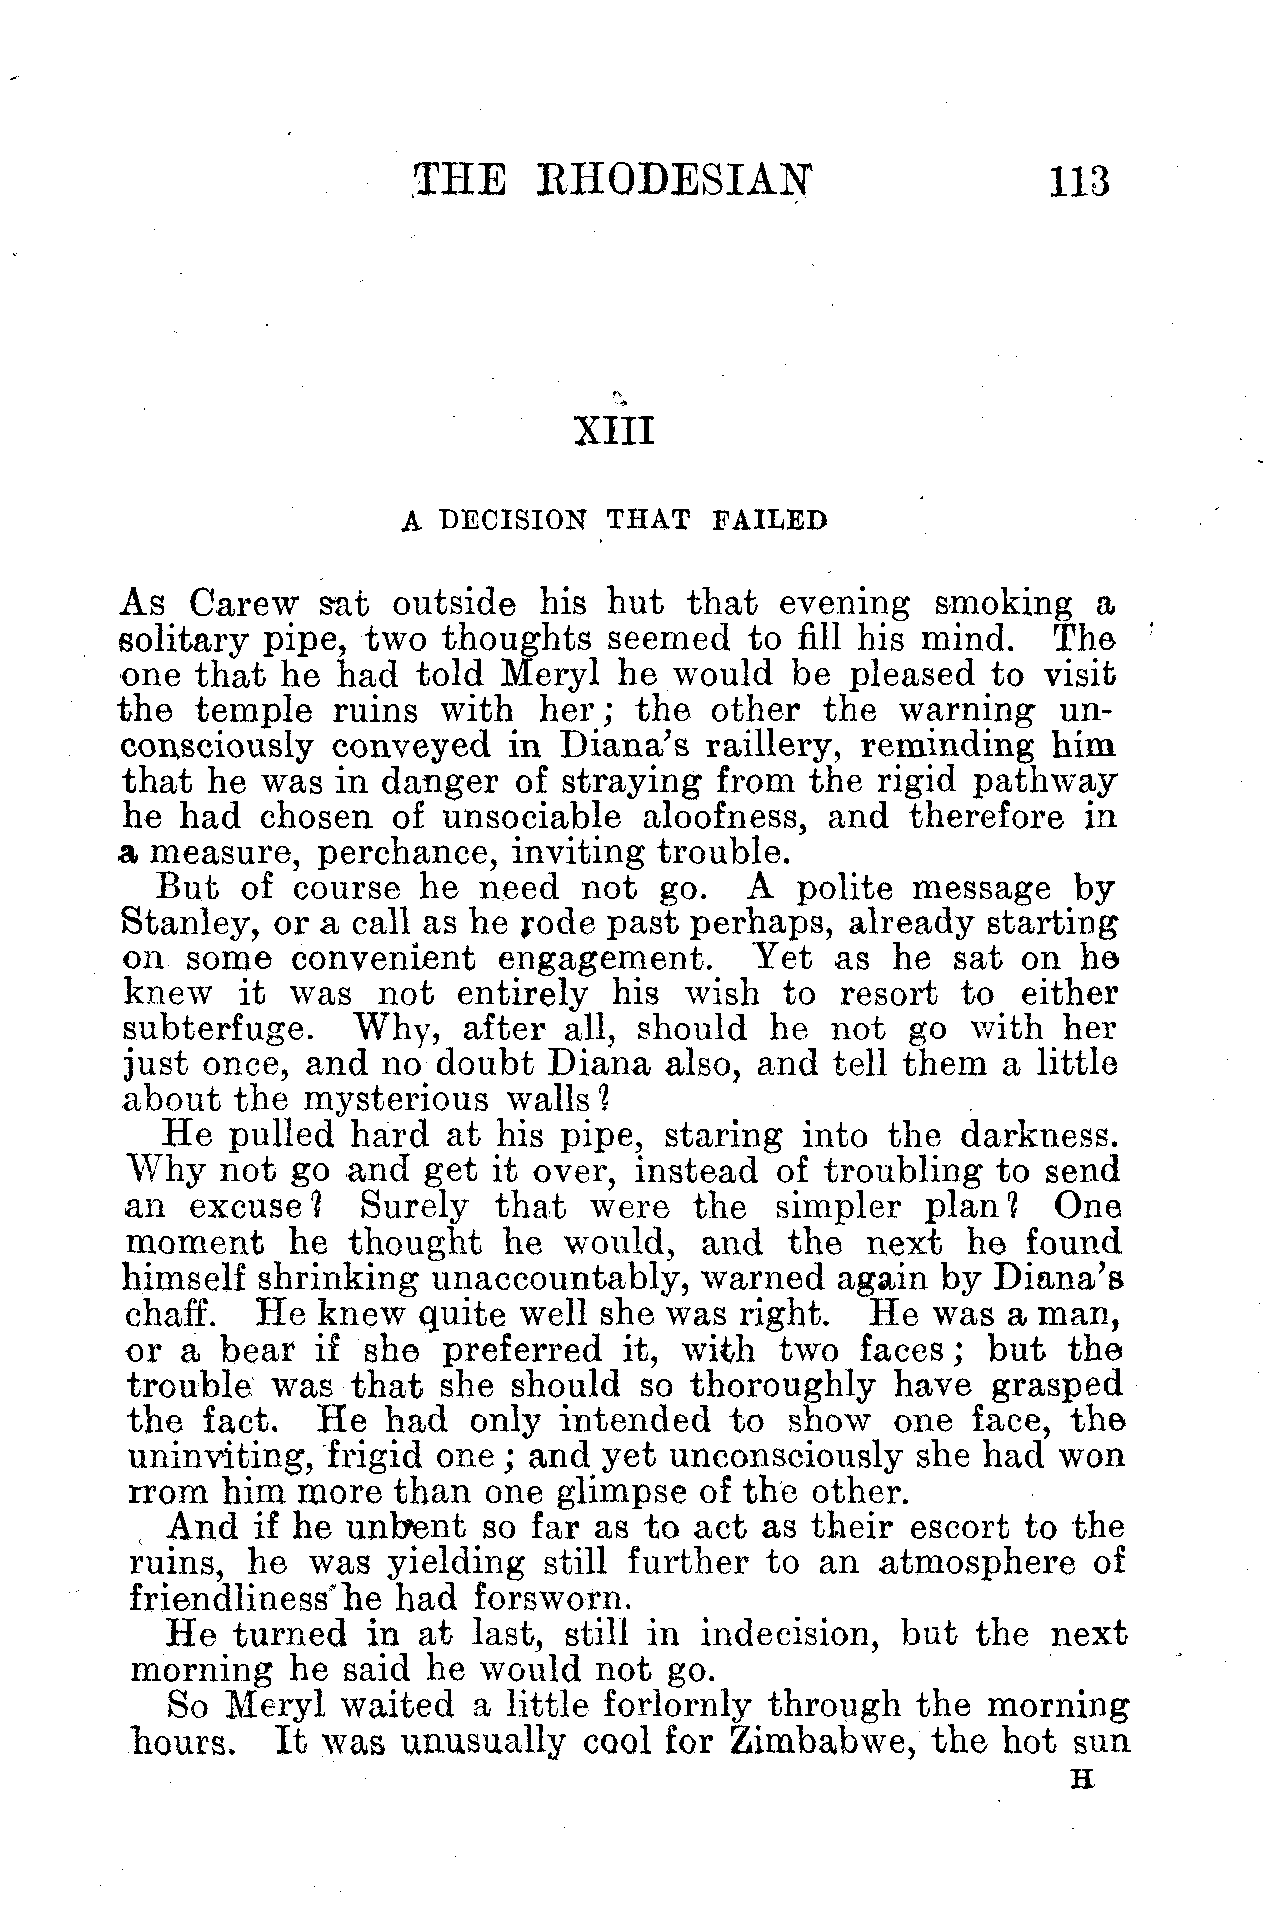 THE RHODESIAN 113
XIII
A DECISION THAT FAILED
As Carew sat outside his hut that evening smoking a
solitary pipe, two thoughts seemed to fill his mind. The
one that he had told Meryl he would be pleased to visit
the temple ruins with her; the other the warning un-
consciously conveyed in Diana's raillery, reminding him
that he was in danger of straying from the rigid pathway
he had chosen of unsociable aloofness, and therefore in
a measure, perchance, inviting trouble.
But of course he need not go. A polite message by
Stanley, or a call as he rode past perhaps, already starting
on some convenient engagement. Yet as he sat on he
knew it was not entirely his wish to resort to either
subterfuge. Why, after all, should he not go with her
just once, and no doubt Diana also, and tell them a little
about the mysterious walls?
He pulled hard at his pipe, staring into the darkness.
Why not go and get it over, instead of troubling to send
an excuse? Surely that were the simpler plan? One
moment he thought he would, and the next he found
himself shrinking unaccountably, warned again by Diana's
chaff. He knew quite well she was right. He was a man,
or a bear if she preferred it, with two faces; but the
trouble was that she should so thoroughly have grasped
the fact. He had only intended to show one face, the
uninviting, frigid one; and yet unconsciously she had won
rrom him more than one glimpse of the other.
And if he unbent so far as to act as their escort to the
ruins, he was yielding still further to an atmosphere of
friendliness he had forsworn.
He turned in at last, still in indecision, but the next
morning he said he would not go.
So Meryl waited a little forlornly through the morning
hours. It was unusually cool for Zimbabwe, the hot sun
H